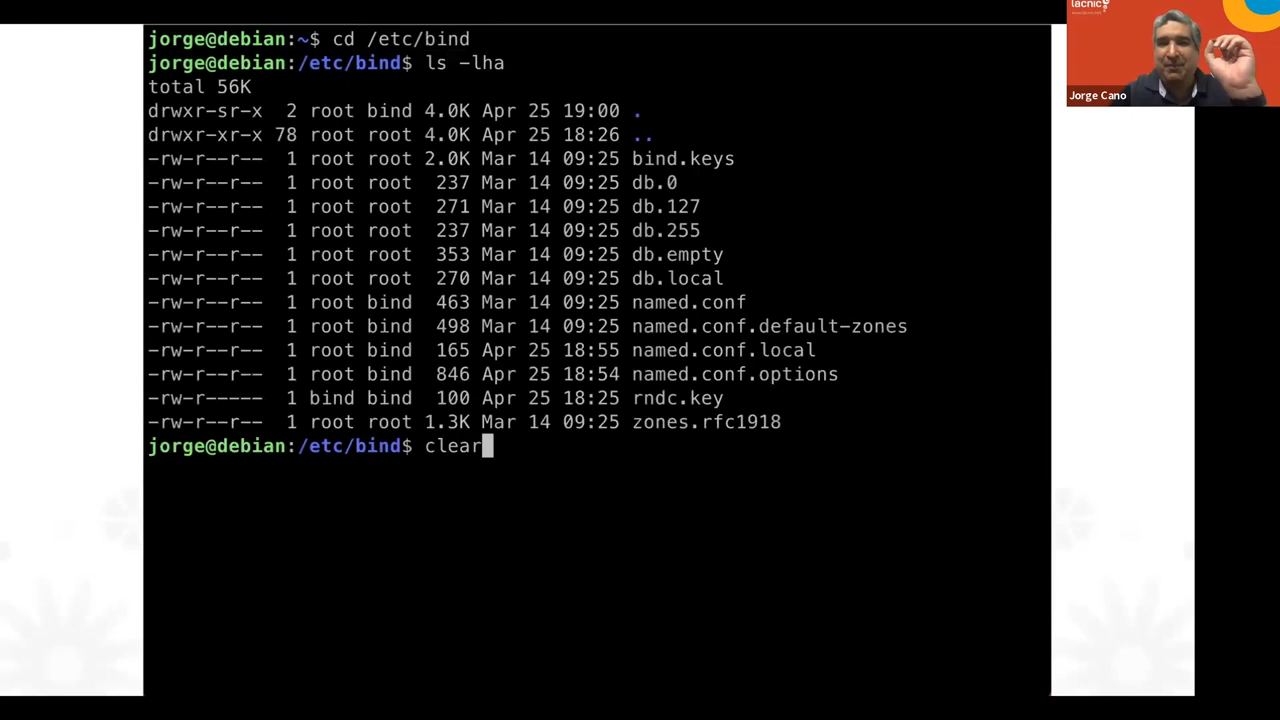 jorge@debian:~$ cd /etc/bind
jorge@debian:/etc/bind$ ls -lha
total 56K
drwxr-sr-x  2 root bind 4.0K Apr 25 19:00 .
drwxr-xr-x 78 root root 4.0K Apr 25 18:26 ..
-rw-r--r--  1 root root 2.0K Mar 14 09:25 bind.keys
-rw-r--r--  1 root root  237 Mar 14 09:25 db.0
-rw-r--r--  1 root root  271 Mar 14 09:25 db.127
-rw-r--r--  1 root root  237 Mar 14 09:25 db.255
-rw-r--r--  1 root root  353 Mar 14 09:25 db.empty
-rw-r--r--  1 root root  270 Mar 14 09:25 db.local
-rw-r--r--  1 root bind  463 Mar 14 09:25 named.conf
-rw-r--r--  1 root bind  498 Mar 14 09:25 named.conf.default-zones
-rw-r--r--  1 root bind  165 Apr 25 18:55 named.conf.local
-rw-r--r--  1 root bind  846 Apr 25 18:54 named.conf.options
-rw-r-----  1 bind bind  100 Apr 25 18:25 rndc.key
-rw-r--r--  1 root root 1.3K Mar 14 09:25 zones.rfc1918
jorge@debian:/etc/bind$ clear
lacnic
Jorge Cano